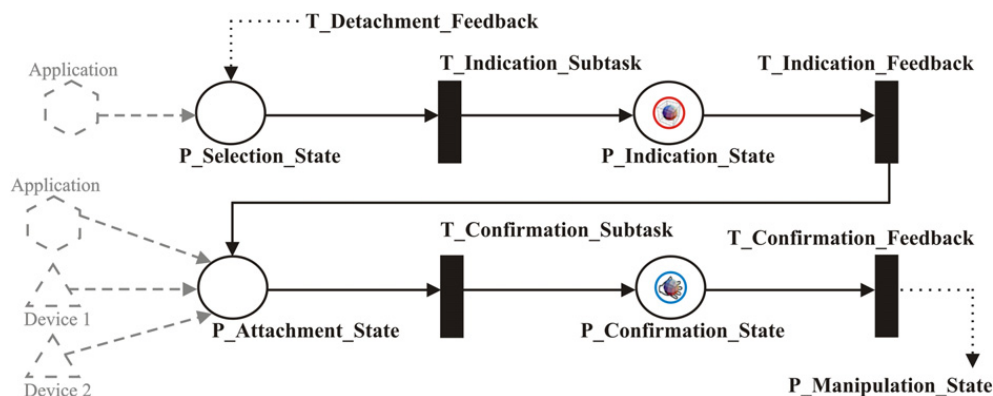 T_Detachment_Feedback
Application
T_Indication_Subtask
T_Indication_Feedback
P_Selection_State
P_Indication_State
Application
T_Confirmation_Subtask
T_Confirmation_Feedback
Device 1
P_Attachment_State
P_Confirmation_State
Device 2
P_Manipulation_State